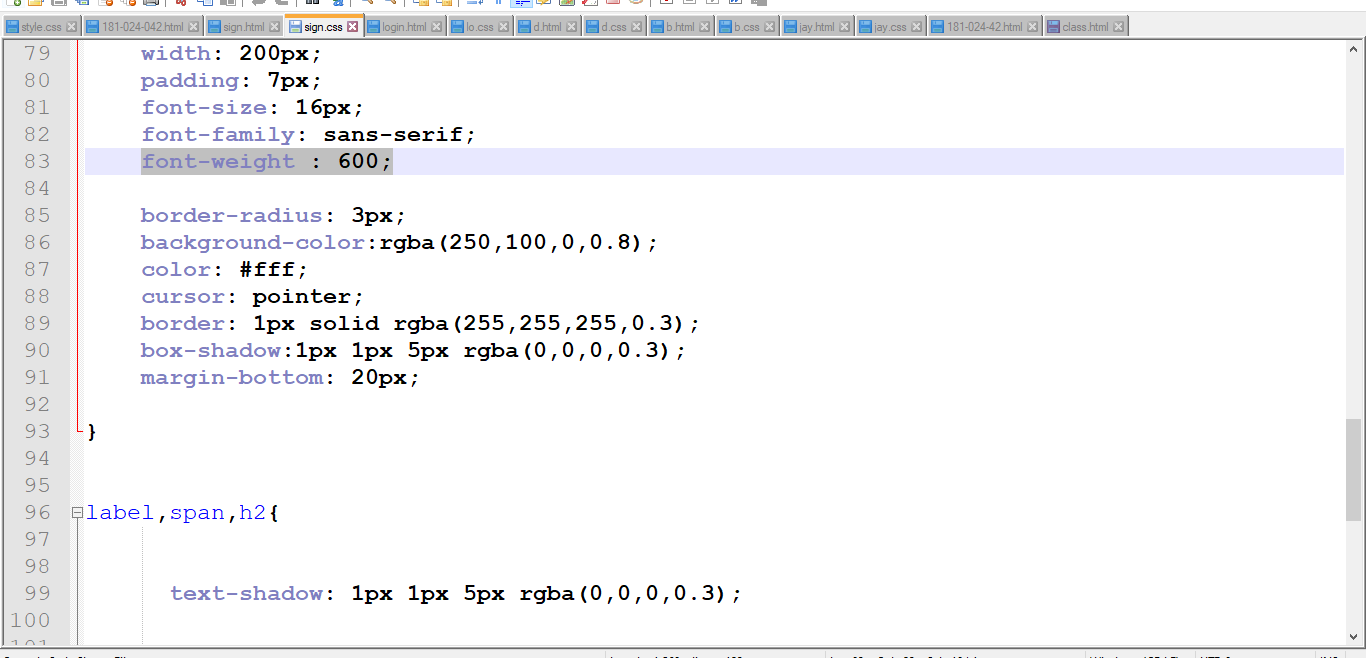 style.css 181-024-042.html sign.html sign.css login.html lo.css d.html d.css b.html b.css jay.html jay.css 181-024-42.html class.html
79 width: 200px;
80 padding: 7px;
81 font-size: 16px;
82 font-family: sans-serif;
83 font-weight : 600;
84
85 border-radius: 3px;
86 background-color:rgba(250,100,0,0.8);
87 color: #fff;
88 cursor: pointer;
89 border: 1px solid rgba(255,255,255,0.3);
90 box-shadow:1px 1px 5px rgba(0,0,0,0.3);
91 margin-bottom: 20px;
92
93 }
94
95
96 label,span,h2{
97
98
99 text-shadow: 1px 1px 5px rgba(0,0,0,0.3);
100